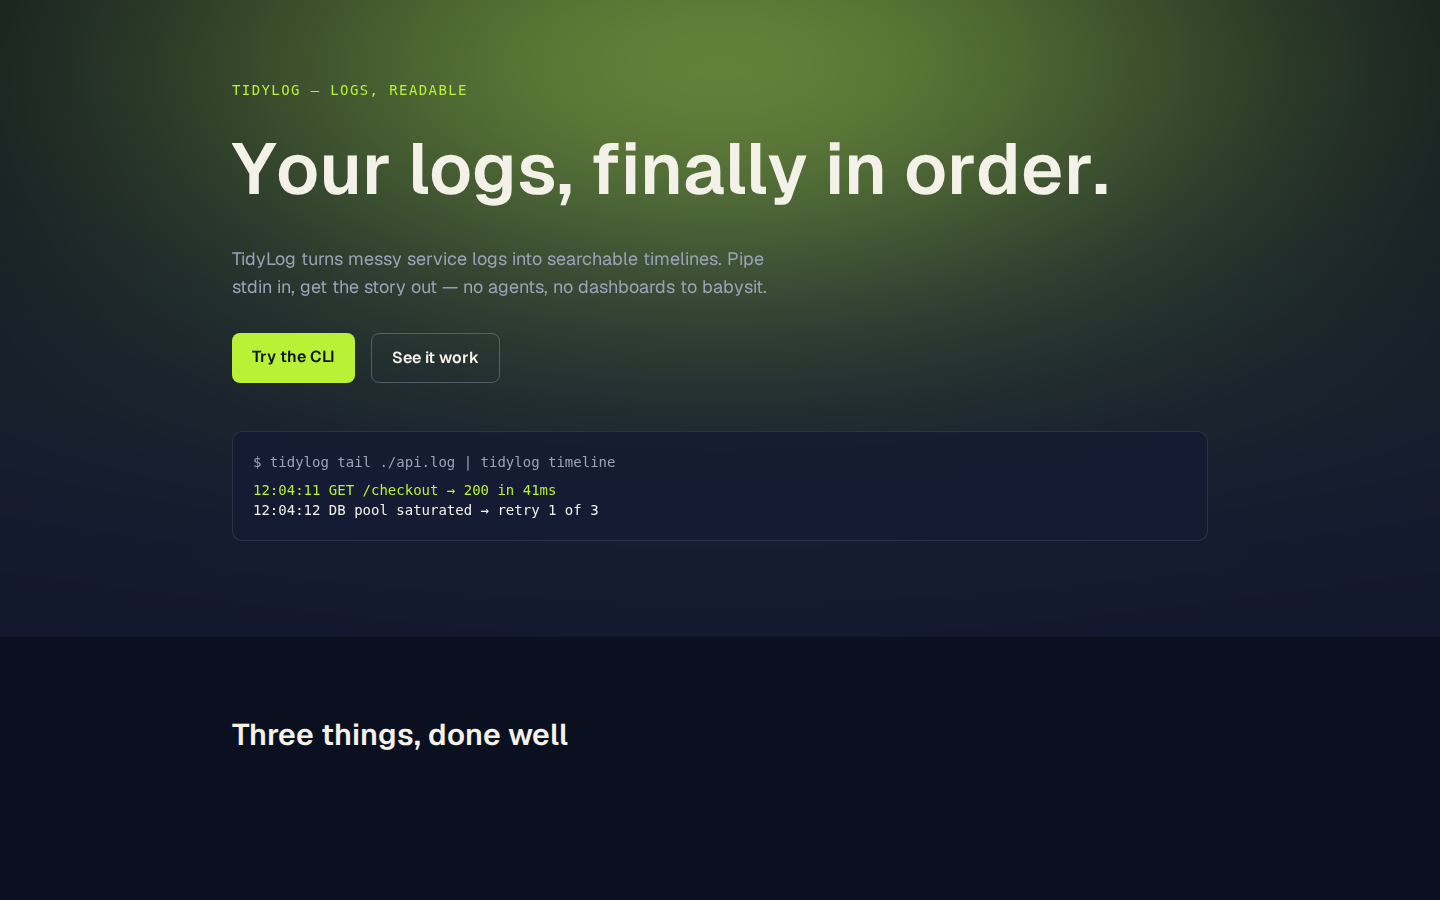 TIDYLOG — LOGS, READABLE
Your logs, finally in order.
TidyLog turns messy service logs into searchable timelines. Pipe
stdin in, get the story out — no agents, no dashboards to babysit.
Try the CLI
See it work
$ tidylog tail ./api.log | tidylog timeline
12:04:11 GET /checkout → 200 in 41ms
12:04:12 DB pool saturated → retry 1 of 3
Three things, done well